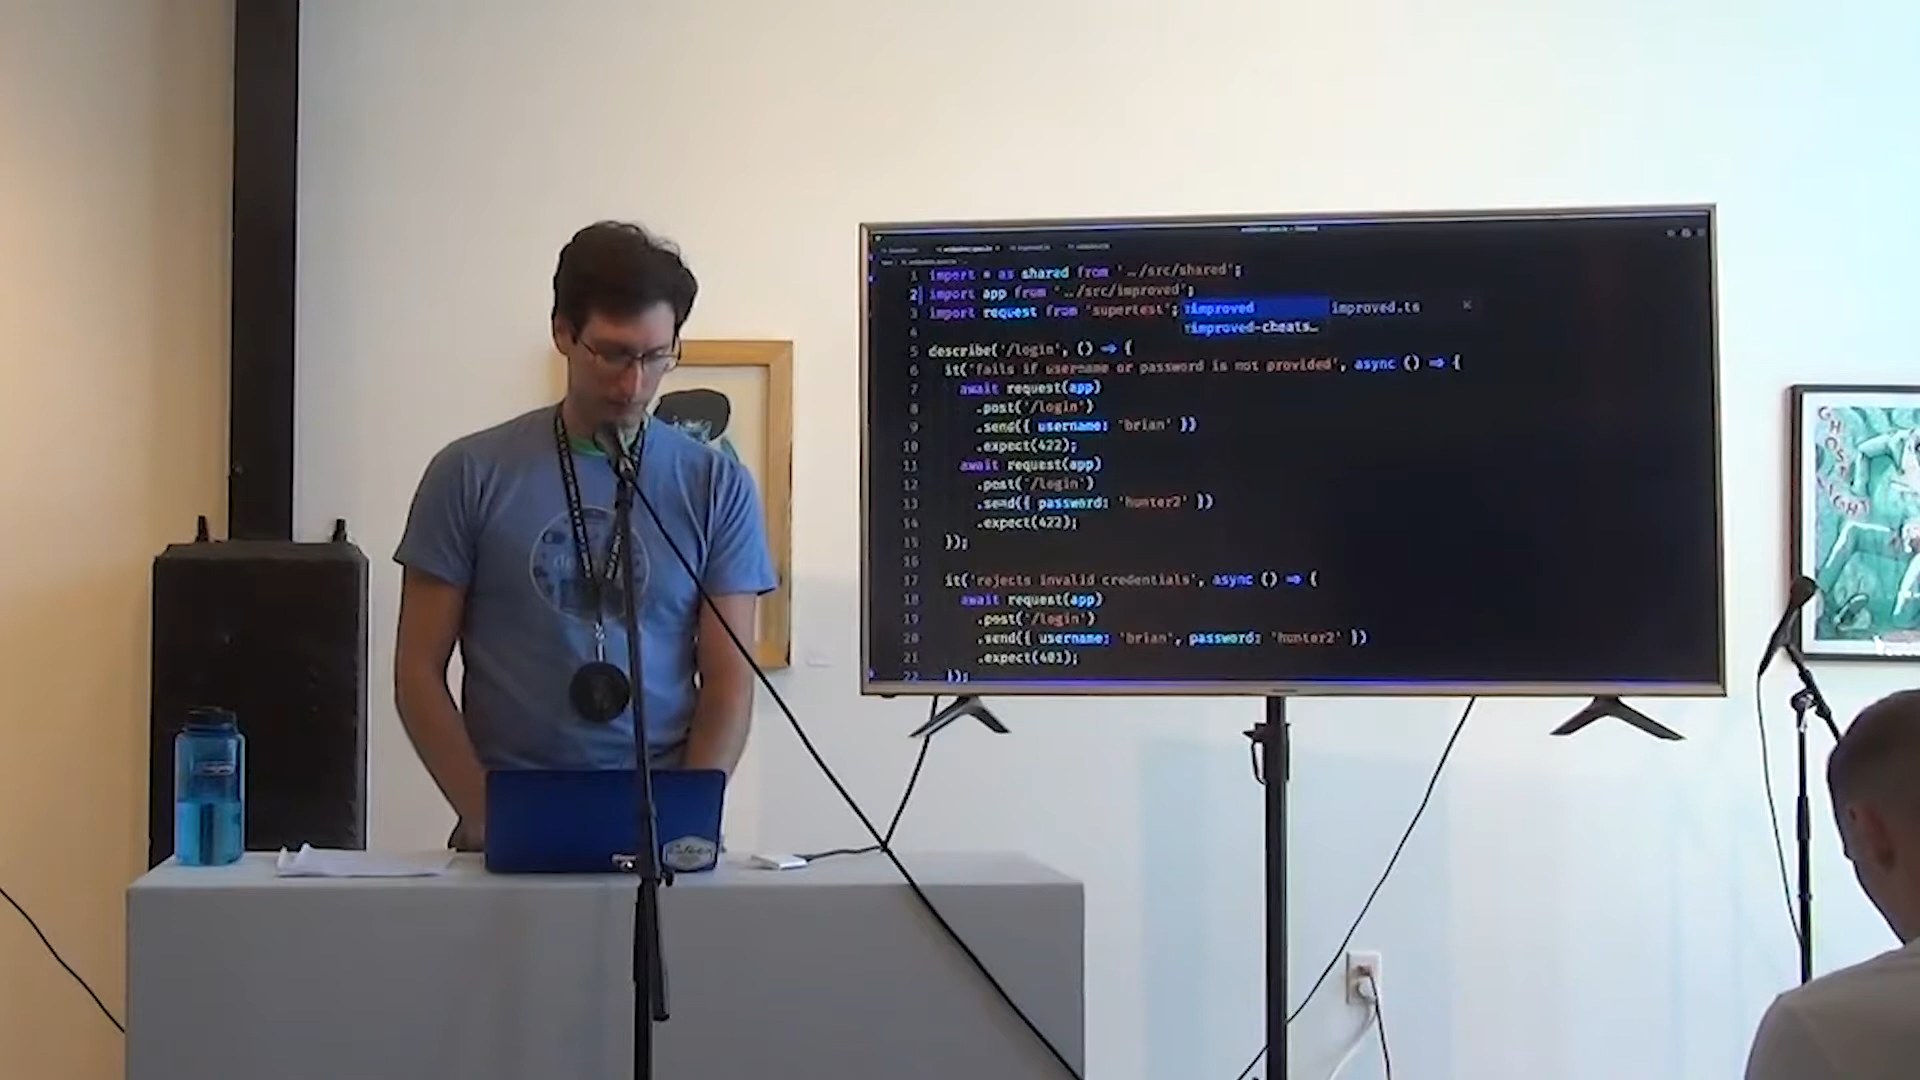 1 import * as shared from '../src/shared';
2 import app from '../src/improved';
3 import request from 'supertest';
improved improved.ts ×
improved-cheats…
4
5 describe('/login', () => {
6 it('fails if username or password is not provided', async () => {
7 await request(app)
8 .post('/login')
9 .send({ username: 'brian' })
10 .expect(422);
11 await request(app)
12 .post('/login')
13 .send({ password: 'hunter2' })
14 .expect(422);
15 });
16
17 it('rejects invalid credentials', async () => {
18 await request(app)
19 .post('/login')
20 .send({ username: 'brian', password: 'hunter2' })
21 .expect(401);
22 });
GHOST
LIGHT